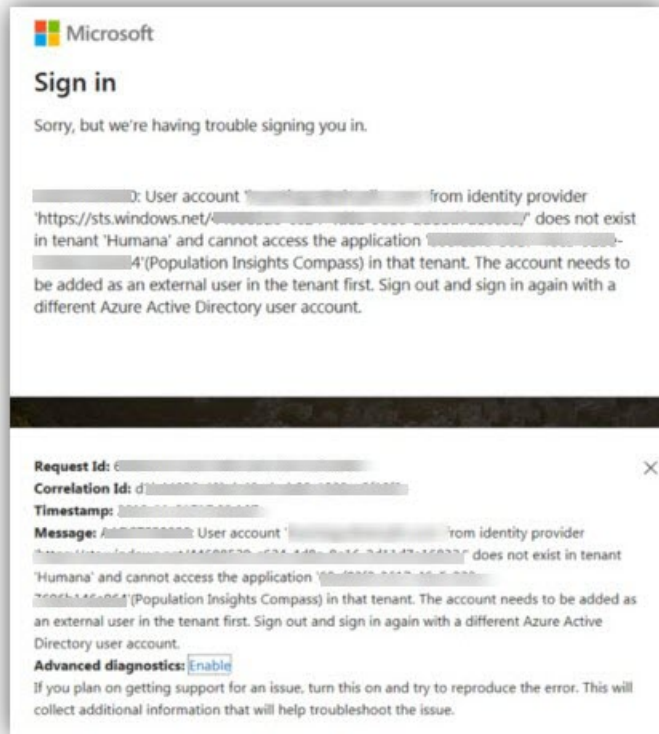 Microsoft
Sign in
Sorry, but we're having trouble signing you in.
0: User account ' from identity provider
'https://sts.windows.net/ /' does not exist
in tenant 'Humana' and cannot access the application ' -
4'(Population Insights Compass) in that tenant. The account needs to
be added as an external user in the tenant first. Sign out and sign in again with a
different Azure Active Directory user account.
Request Id: 6
Correlation Id: d
Timestamp:
Message: User account ' from identity provider
does not exist in tenant
'Humana' and cannot access the application '
'(Population Insights Compass) in that tenant. The account needs to be added as
an external user in the tenant first. Sign out and sign in again with a different Azure Active
Directory user account.
Advanced diagnostics: Enable
If you plan on getting support for an issue, turn this on and try to reproduce the error. This will
collect additional information that will help troubleshoot the issue.